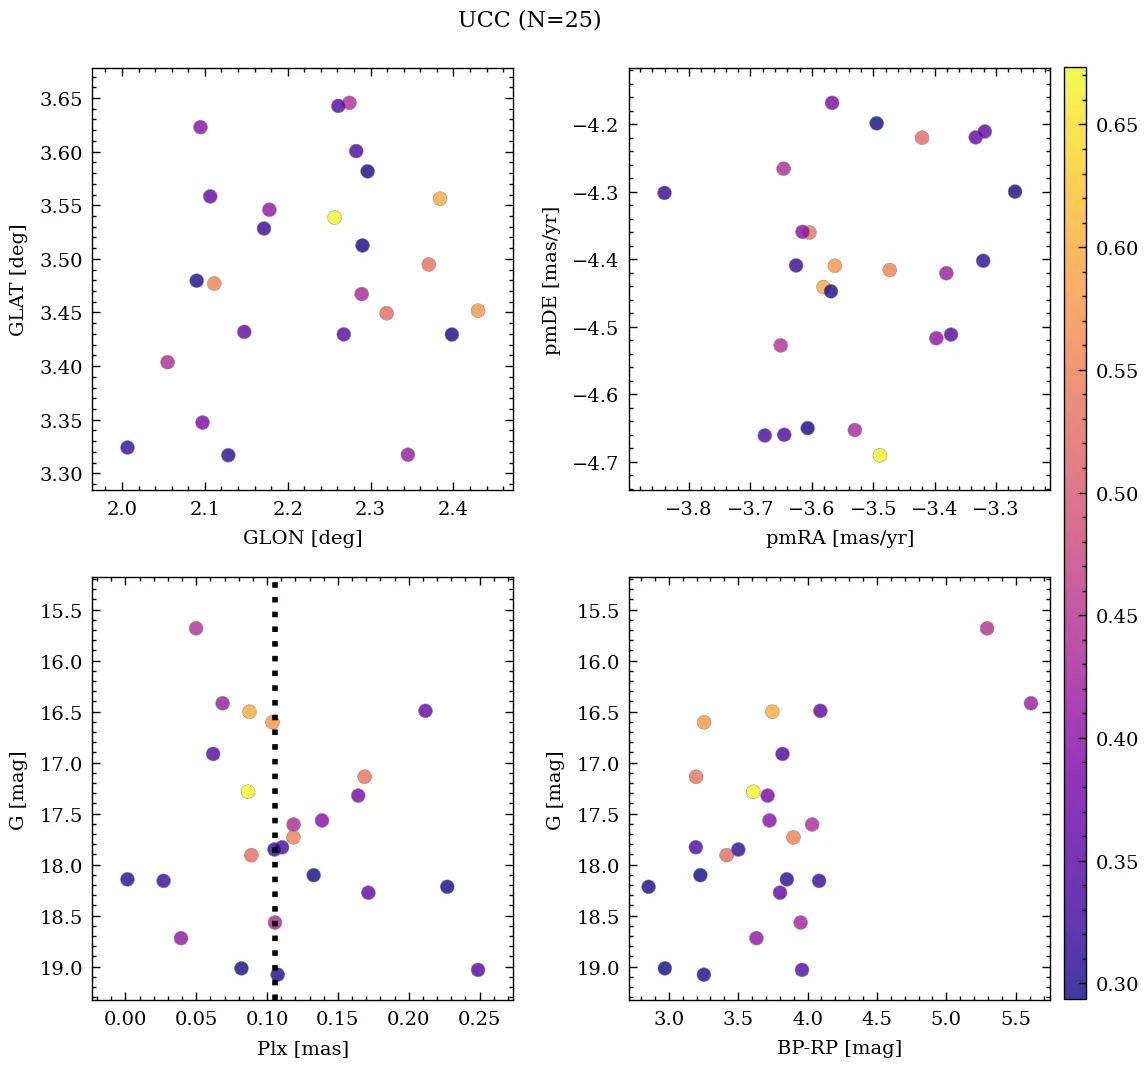 UCC (N=25)
3.65
3.60
3.55
3.50
3.45
3.40
3.35
3.30
GLAT [deg]
2.0 2.1 2.2 2.3 2.4
GLON [deg]
−4.2
−4.3
−4.4
−4.5
−4.6
−4.7
pmDE [mas/yr]
−3.8 −3.7 −3.6 −3.5 −3.4 −3.3
pmRA [mas/yr]
15.5
16.0
16.5
17.0
17.5
18.0
18.5
19.0
G [mag]
0.00 0.05 0.10 0.15 0.20 0.25
Plx [mas]
15.5
16.0
16.5
17.0
17.5
18.0
18.5
19.0
G [mag]
3.0 3.5 4.0 4.5 5.0 5.5
BP-RP [mag]
0.65
0.60
0.55
0.50
0.45
0.40
0.35
0.30